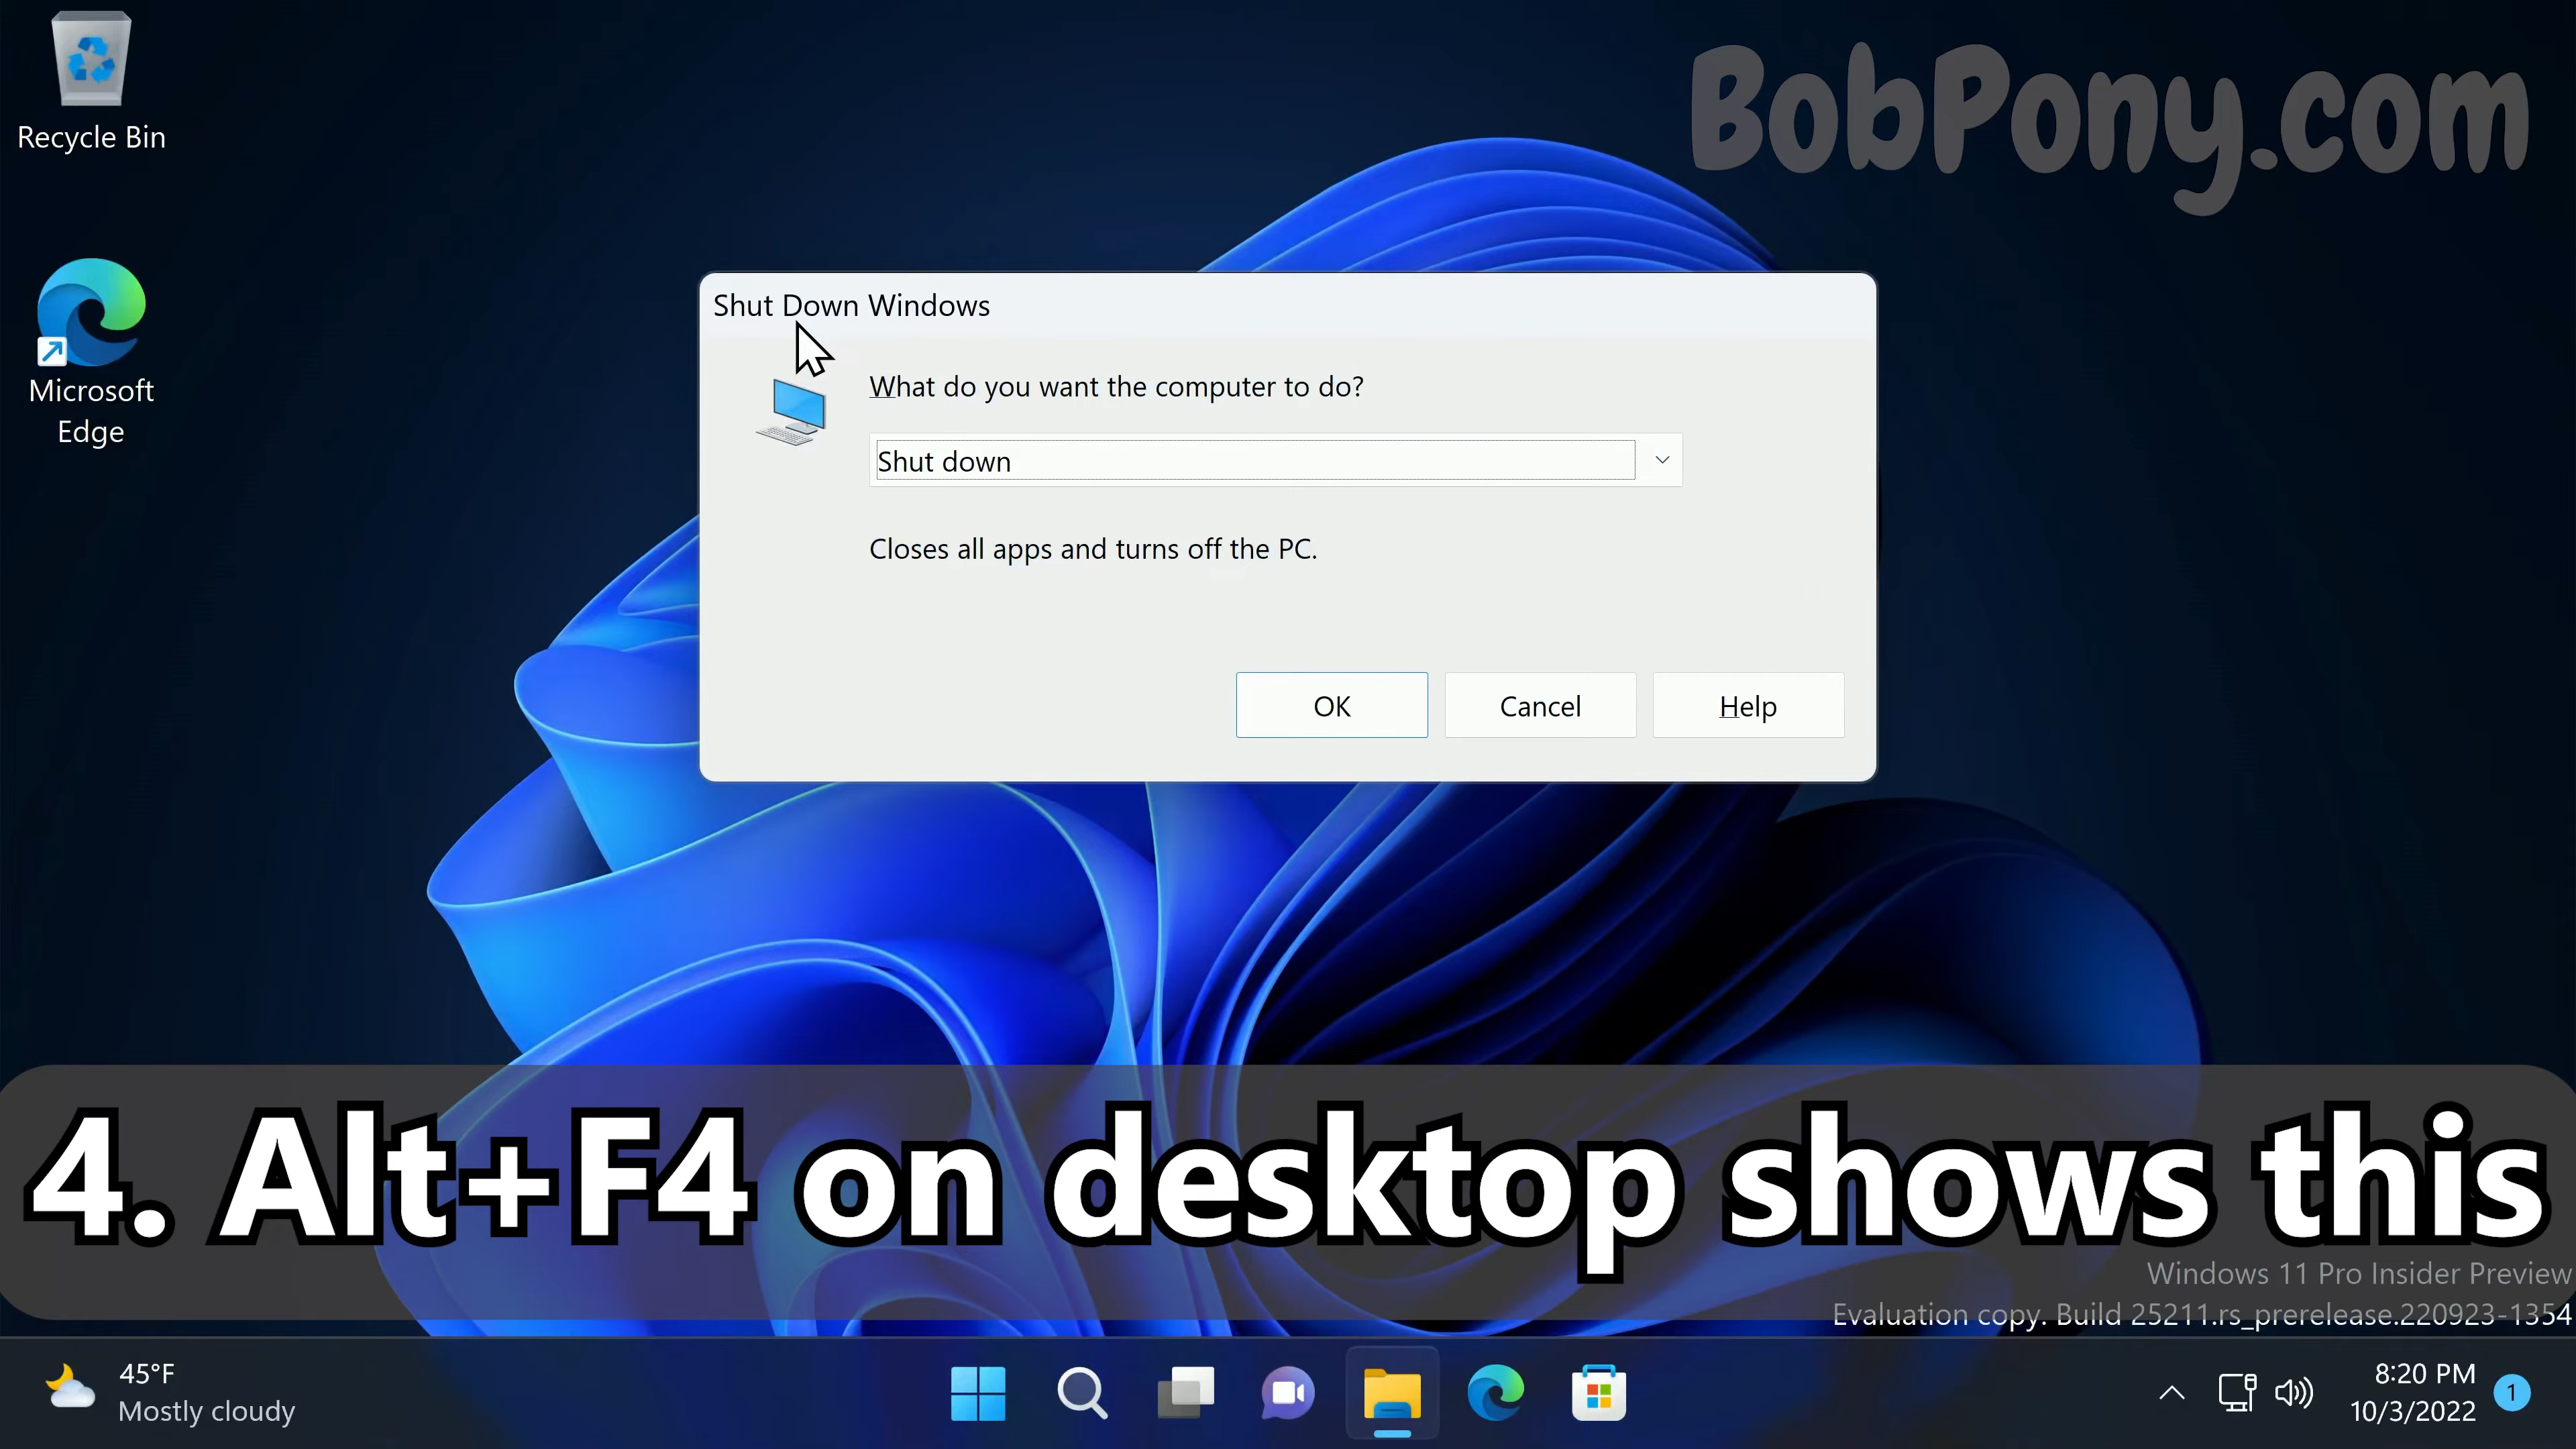 Recycle Bin
BobPony.com
Microsoft
Edge
Shut Down Windows
What do you want the computer to do?
Shut down
Closes all apps and turns off the PC.
OK
Cancel
Help
4. Alt+F4 on desktop shows this
Windows 11 Pro Insider Preview
Evaluation copy. Build 25211.rs_prerelease.220923-1354
45°F
Mostly cloudy
8:20 PM
10/3/2022
1